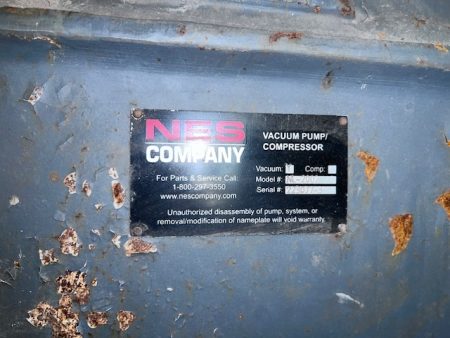 NES
COMPANY
VACUUM PUMP/
COMPRESSOR
For Parts & Service Call:
1-800-297-3550
www.nescompany.com
Vacuum: Comp:
Model #:
Serial #:
Unauthorized disassembly of pump, system, or
removal/modification of nameplate will void warranty.